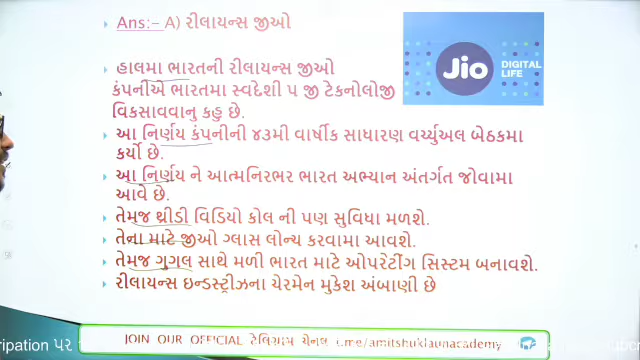 Ans:- A) રીલાયન્સ જીઓ
Jio
DIGITAL
LIFE
હાલમા ભારતની રીલાયન્સ જીઓ
કંપનીએ ભારતમા સ્વદેશી ૫ જી ટેકનોલોજી
વિકસાવવાનુ કહુ છે.
આ નિર્ણય કંપનીની ૪૩મી વાર્ષીક સાધારણ વર્ચ્યુઅલ બેઠકમા
કર્યો છે.
આ નિર્ણય ને આત્મનિરભર ભારત અભ્યાન અંતર્ગત જોવામા
આવે છે.
તેમજ થ્રીડી વિડિયો કોલ ની પણ સુવિધા મળશે.
તેના માટે જીઓ ગ્લાસ લોન્ચ કરવામા આવશે.
તેમજ ગુગલ સાથે મળી ભારત માટે ઓપરેટીંગ સિસ્ટમ બનાવશે.
રીલાયન્સ ઇન્ડસ્ટ્રીઝના ચેરમેન મુકેશ અંબાણી છે
JOIN OUR OFFICIAL ટેલિગ્રામ ચેનલ t.me/amitshuklaunacademy
ription પર